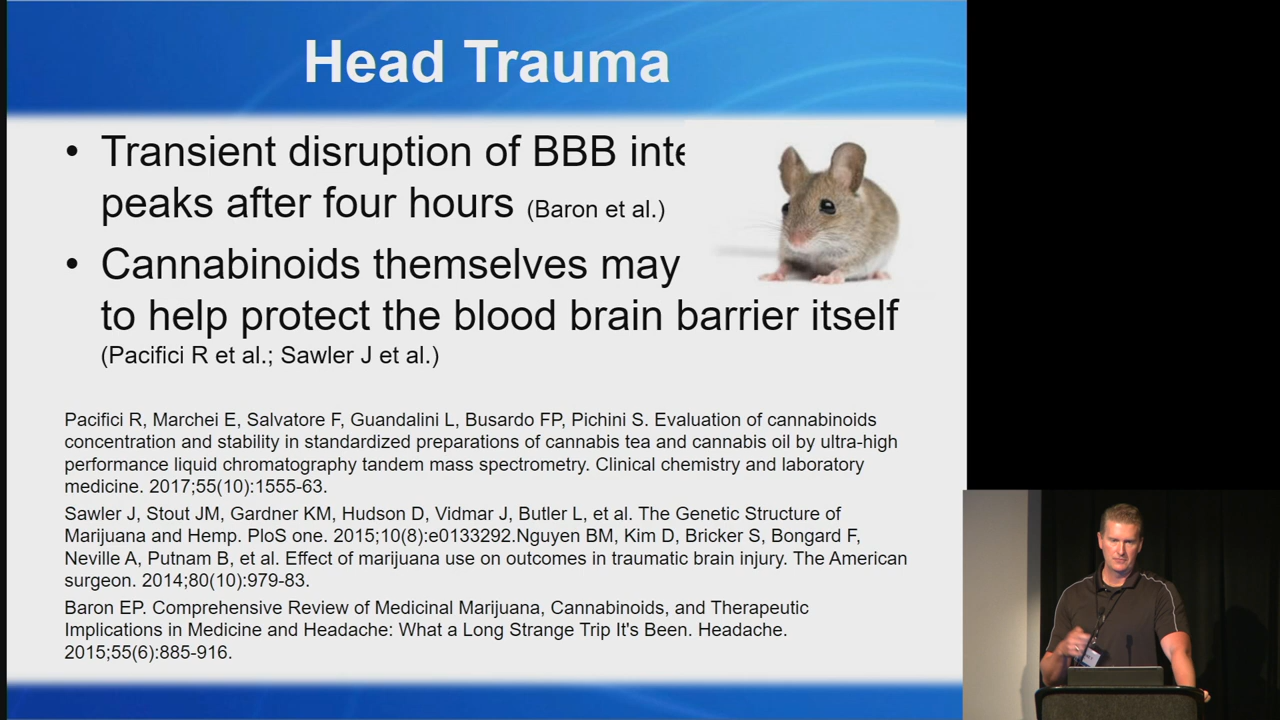 Head Trauma
• Transient disruption of BBB
peaks after four hours (Baron et al.)
• Cannabinoids themselves may
to help protect the blood brain barrier itself
(Pacifici R et al.; Sawler J et al.)
Pacifici R, Marchei E, Salvatore F, Guandalini L, Busardo FP, Pichini S. Evaluation of cannabinoids
concentration and stability in standardized preparations of cannabis tea and cannabis oil by ultra-high
performance liquid chromatography tandem mass spectrometry. Clinical chemistry and laboratory
medicine. 2017;55(10):1555-63.
Sawler J, Stout JM, Gardner KM, Hudson D, Vidmar J, Butler L, et al. The Genetic Structure of
Marijuana and Hemp. PloS one. 2015;10(8):e0133292.Nguyen BM, Kim D, Bricker S, Bongard F,
Neville A, Putnam B, et al. Effect of marijuana use on outcomes in traumatic brain injury. The American
surgeon. 2014;80(10):979-83.
Baron EP. Comprehensive Review of Medicinal Marijuana, Cannabinoids, and Therapeutic
Implications in Medicine and Headache: What a Long Strange Trip It's Been. Headache.
2015;55(6):885-916.